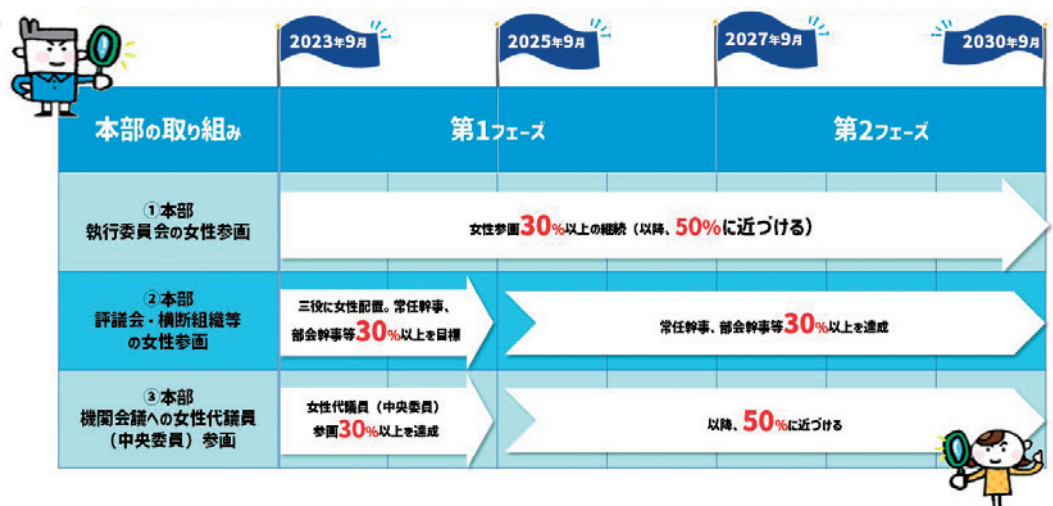 2023年9月
2025年9月
2027年9月
2030年9月
本部の取り組み
第1フェーズ
第2フェーズ
①本部
執行委員会の女性参画
女性参画30%以上の継続（以降、50%に近づける）
②本部
評議会・横断組織等
の女性参画
三役に女性配置。常任幹事、
部会幹事等30%以上を目標
常任幹事、部会幹事等30%以上を達成
③本部
機関会議への女性代議員
（中央委員）参画
女性代議員（中央委員）
参画30%以上を達成
以降、50%に近づける